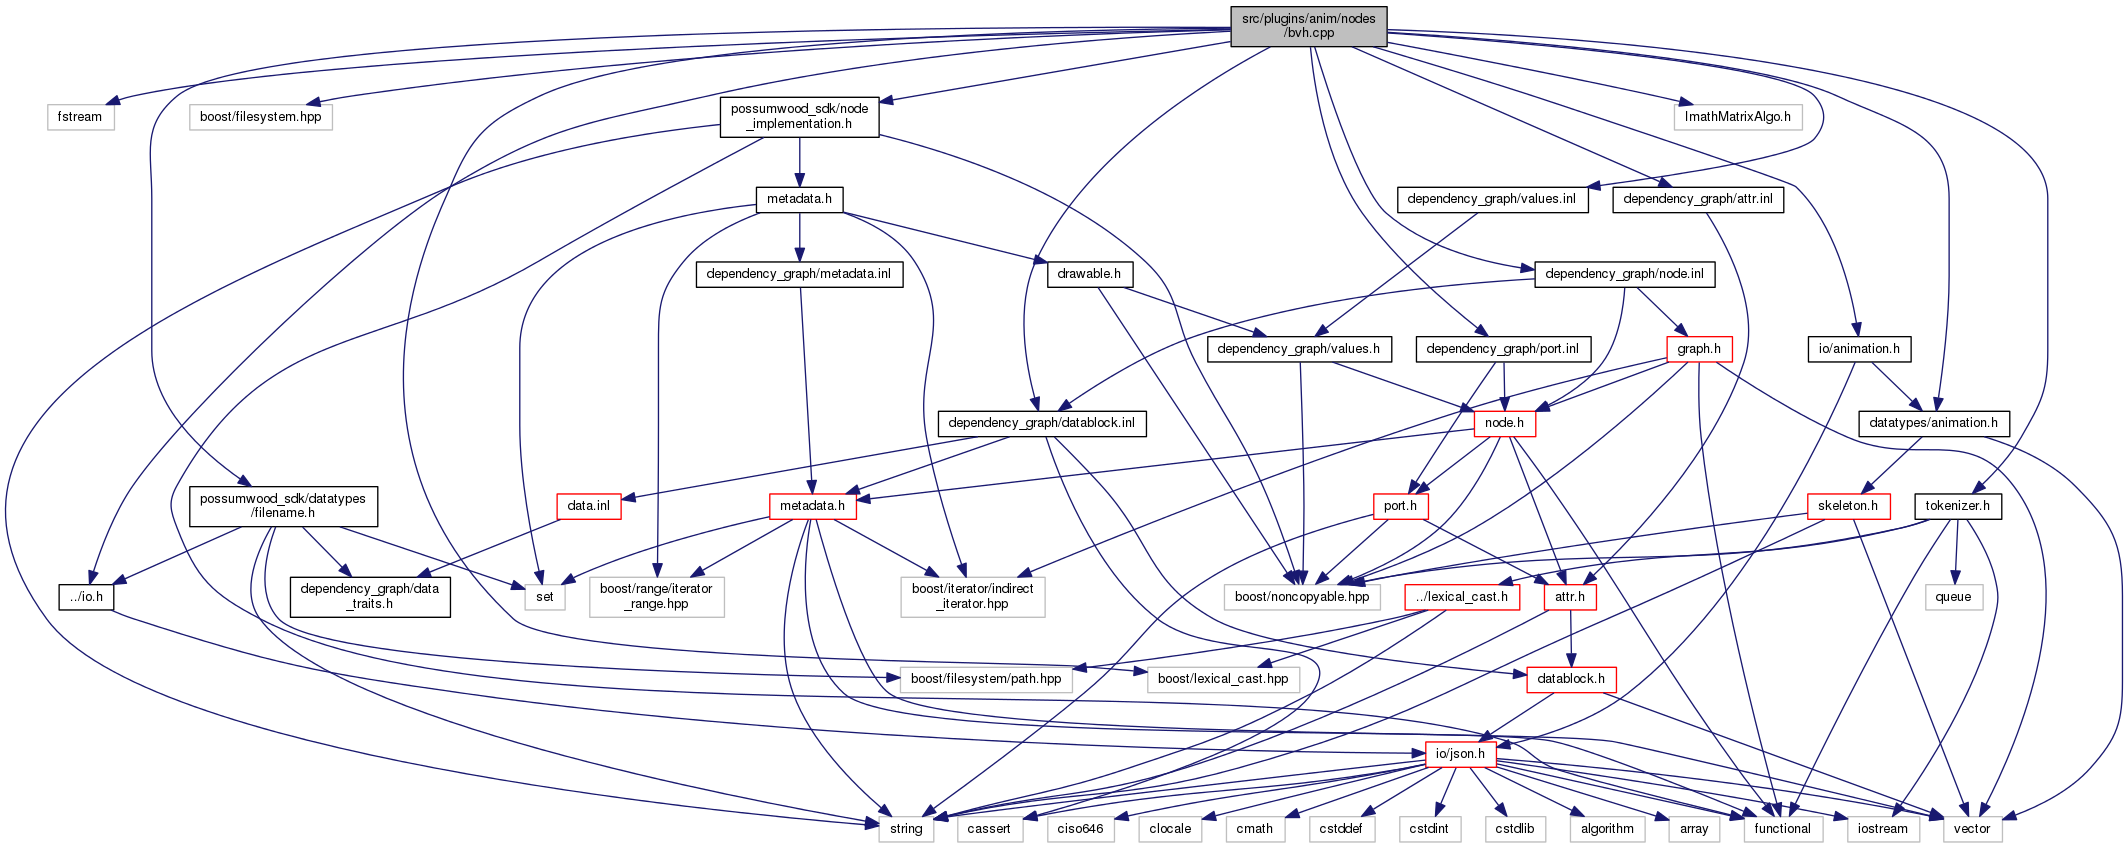 src/plugins/anim/nodes
/bvh.cpp
fstream
boost/filesystem.hpp
possumwood_sdk/node
_implementation.h
ImathMatrixAlgo.h
metadata.h
dependency_graph/values.inl
dependency_graph/attr.inl
dependency_graph/metadata.inl
drawable.h
dependency_graph/node.inl
dependency_graph/values.h
dependency_graph/port.inl
graph.h
io/animation.h
dependency_graph/datablock.inl
node.h
datatypes/animation.h
possumwood_sdk/datatypes
/filename.h
data.inl
metadata.h
port.h
skeleton.h
tokenizer.h
../io.h
dependency_graph/data
_traits.h
set
boost/range/iterator
_range.hpp
boost/iterator/indirect
_iterator.hpp
boost/noncopyable.hpp
../lexical_cast.h
attr.h
queue
boost/filesystem/path.hpp
boost/lexical_cast.hpp
datablock.h
io/json.h
string
cassert
ciso646
clocale
cmath
cstddef
cstdint
cstdlib
algorithm
array
functional
iostream
vector